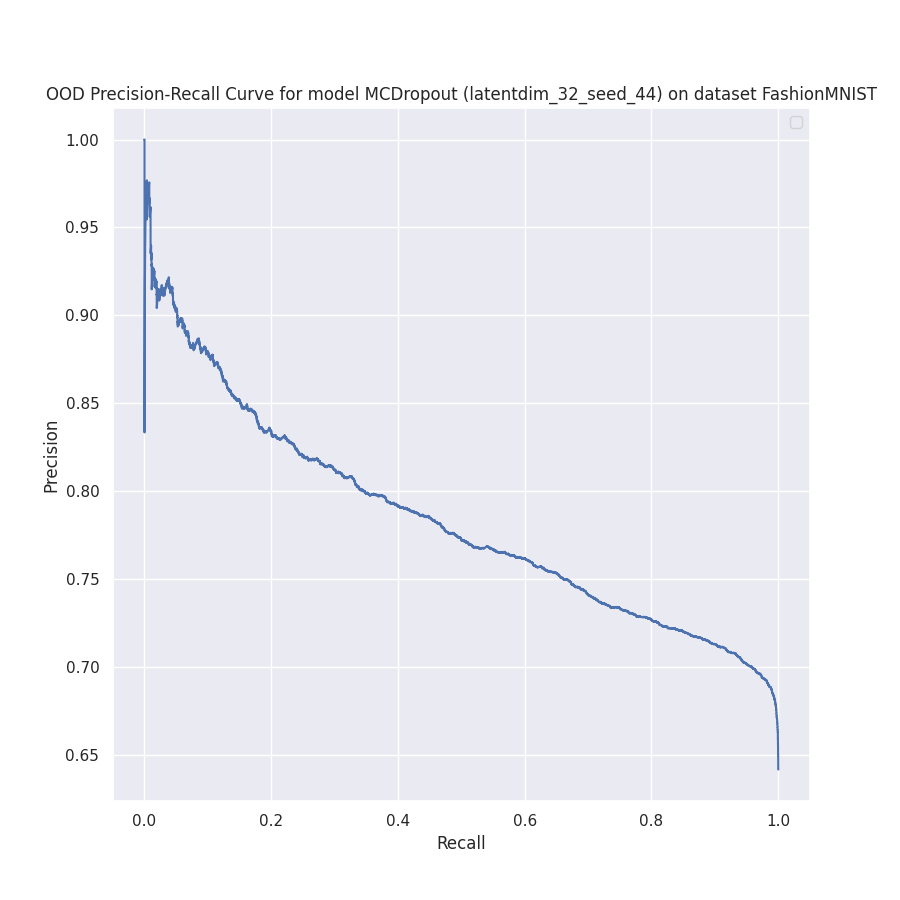 OOD Precision-Recall Curve for model MCDropout (latentdim_32_seed_44) on dataset FashionMNIST
1.00
0.95
0.90
0.85
0.80
0.75
0.70
0.65
Precision
0.0 0.2 0.4 0.6 0.8 1.0
Recall